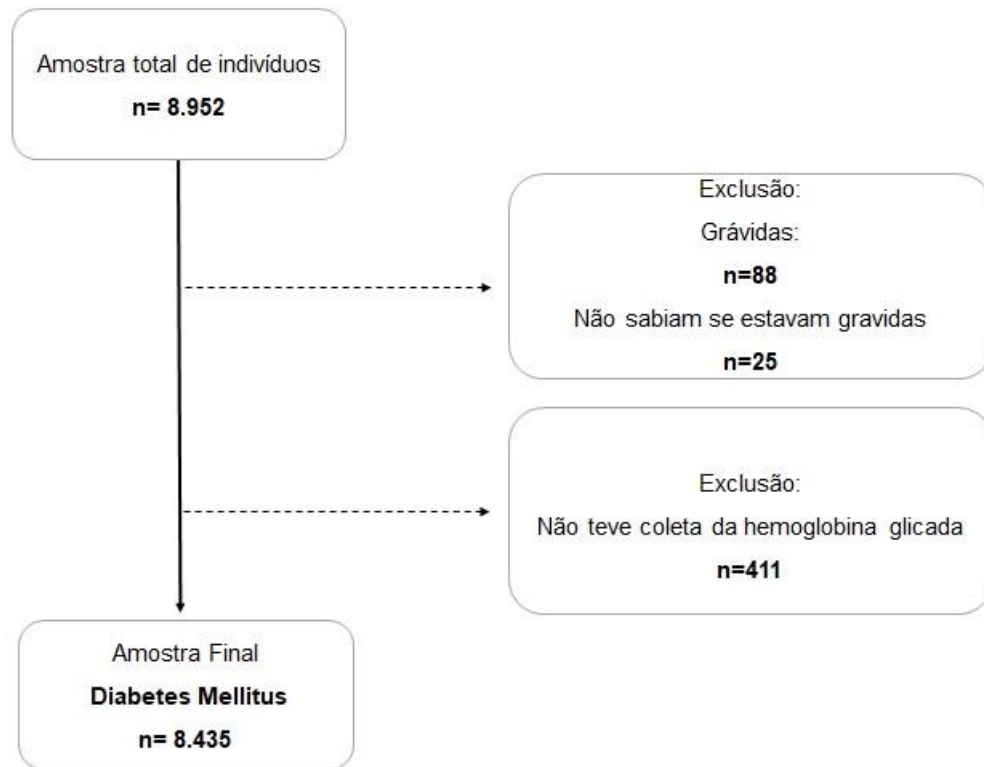 Amostra total de indivíduos
n= 8.952
Exclusão:
Grávidas:
n=88
Não sabiam se estavam gravidas
n=25
Exclusão:
Não teve coleta da hemoglobina glicada
n=411
Amostra Final
Diabetes Mellitus
n= 8.435